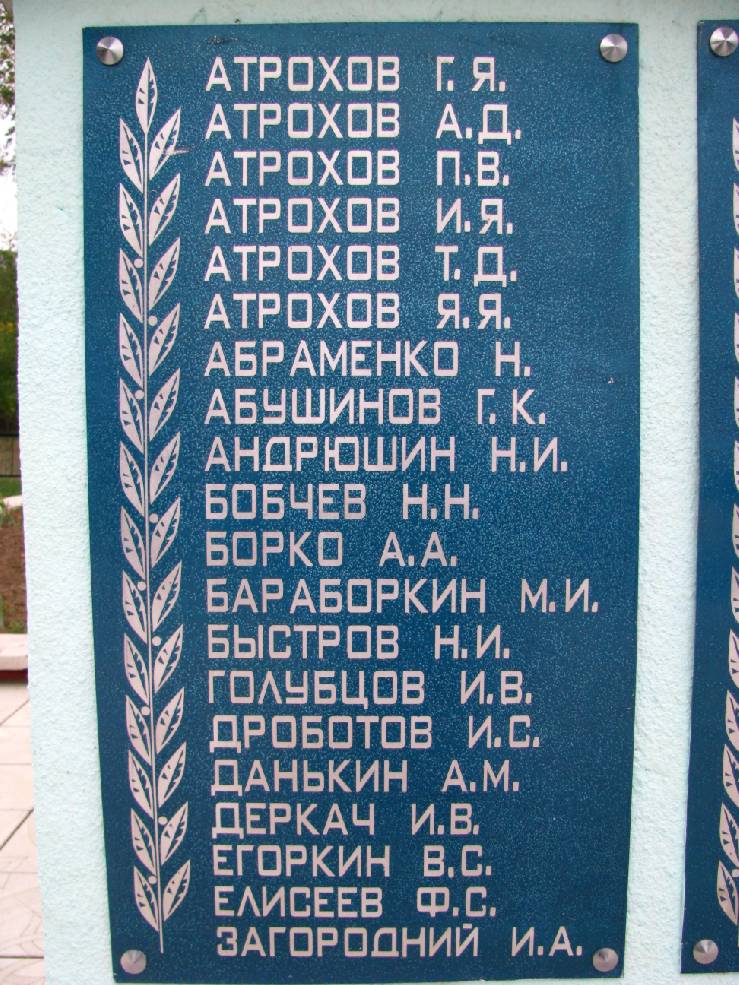 АТРОХОВ Г.Я.
АТРОХОВ А.Д.
АТРОХОВ П.В.
АТРОХОВ И.Я.
АТРОХОВ Т.Д.
АТРОХОВ Я.Я.
АБРАМЕНКО Н.
АБУШИНОВ Г.К.
АНДРЮШИН Н.И.
БОБЧЕВ Н.Н.
БОРКО А.А.
БАРАБОРКИН М.И.
БЫСТРОВ Н.И.
ГОЛУБЦОВ И.В.
ДРОБОТОВ И.С.
ДАНЬКИН А.М.
ДЕРКАЧ И.В.
ЕГОРКИН В.С.
ЕЛИСЕЕВ Ф.С.
ЗАГОРОДНИЙ И.А.